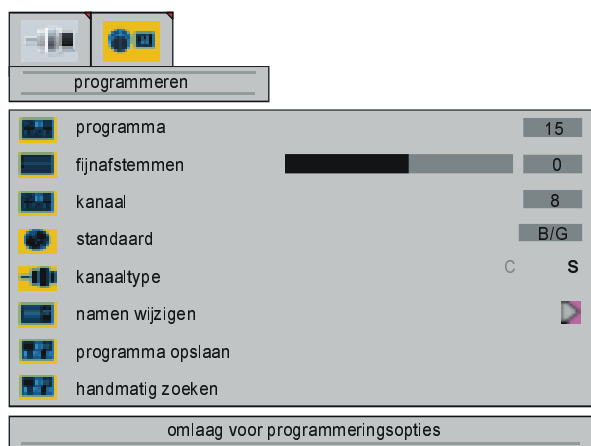 programmeren
programma 15
fijnafstemmen 0
kanaal 8
standaard B/G
kanaaltype C S
namen wijzigen
programma opslaan
handmatig zoeken
omlaag voor programmeringsopties